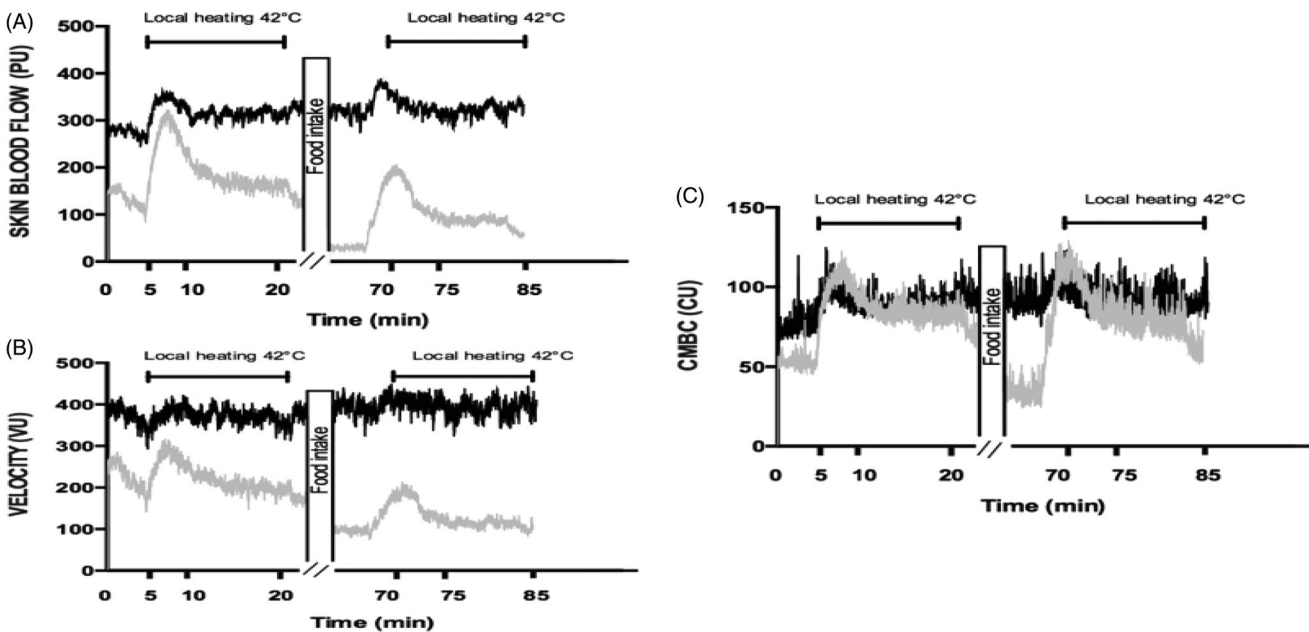 (A)
Local heating 42°C
Local heating 42°C
SKIN BLOOD FLOW (PU)
500
400
300
200
100
0
Food intake
0 5 10 20 70 75 85
Time (min)
(B)
Local heating 42°C
Local heating 42°C
VELOCITY (VU)
500
400
300
200
100
0
Food intake
0 5 10 20 70 75 85
Time (min)
(C)
Local heating 42°C
Local heating 42°C
CMBC (CU)
150
100
50
0
Food intake
0 5 10 20 70 75 85
Time (min)